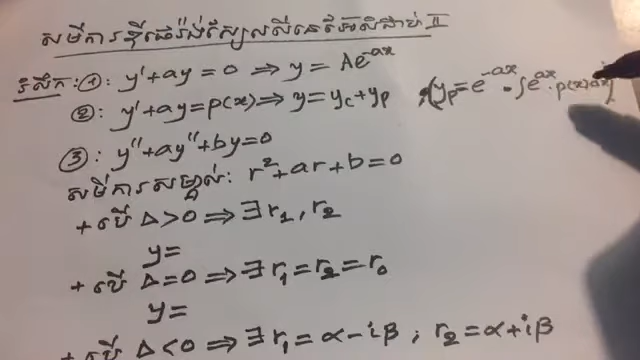 សមីការឌីផេរ៉ង់ស្យែលលីនេអ៊ែលំដាប់ II
រំលឹក: ①: y'+ay=0 ⇒ y= Ae^{-ax}
②: y'+ay=p(x) ⇒ y= y_c+y_p , (y_p=e^{-ax}.∫e^{ax}.p(x)dx)
③: y''+ay''+by=0
សមីការសម្គាល់: r²+ar+b=0
+ បើ Δ>0 ⇒ ∃ r₁, r₂
y=
+ បើ Δ=0 ⇒ ∃ r₁=r₂=r₀
y=
+ បើ Δ<0 ⇒ ∃ r₁=α-iβ ; r₂=α+iβ